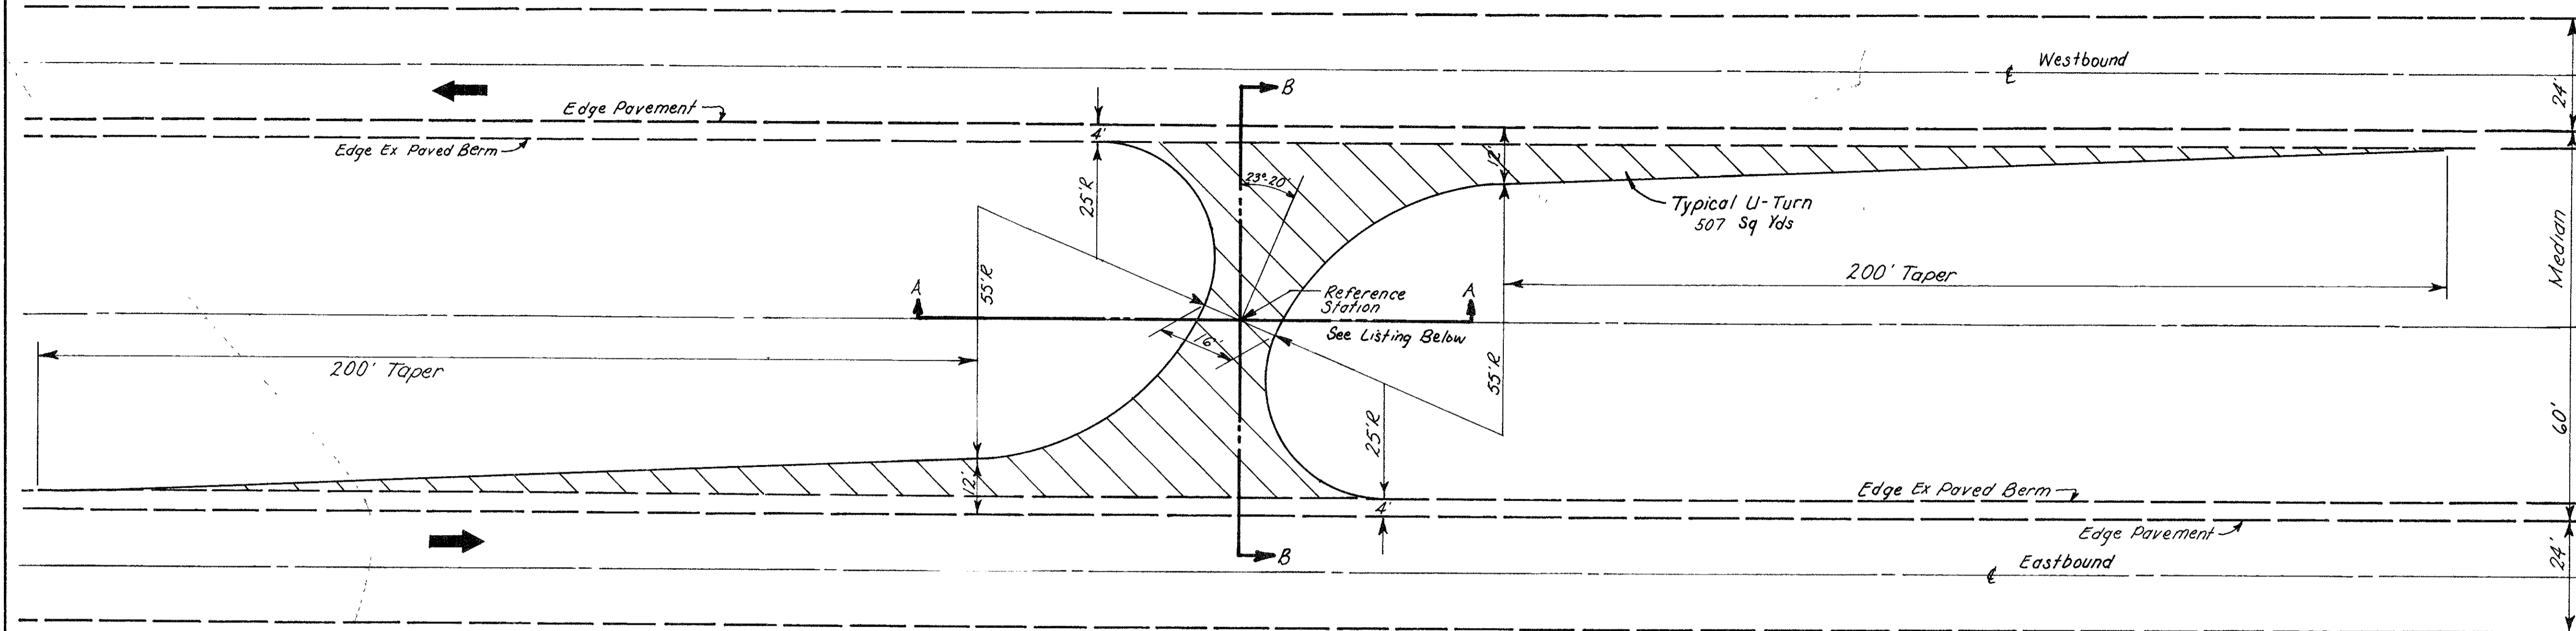 ℄ Westbound
24'
Edge Pavement
B
4'
Edge Ex Paved Berm
12'
23°-20'
25'R
Typical U-Turn
507 Sq Yds
Median
55'R
200' Taper
A
Reference
Station
A
See Listing Below
16'
200' Taper
55'R
25'R
60'
12'
Edge Ex Paved Berm
4'
Edge Pavement
B
24'
℄ Eastbound